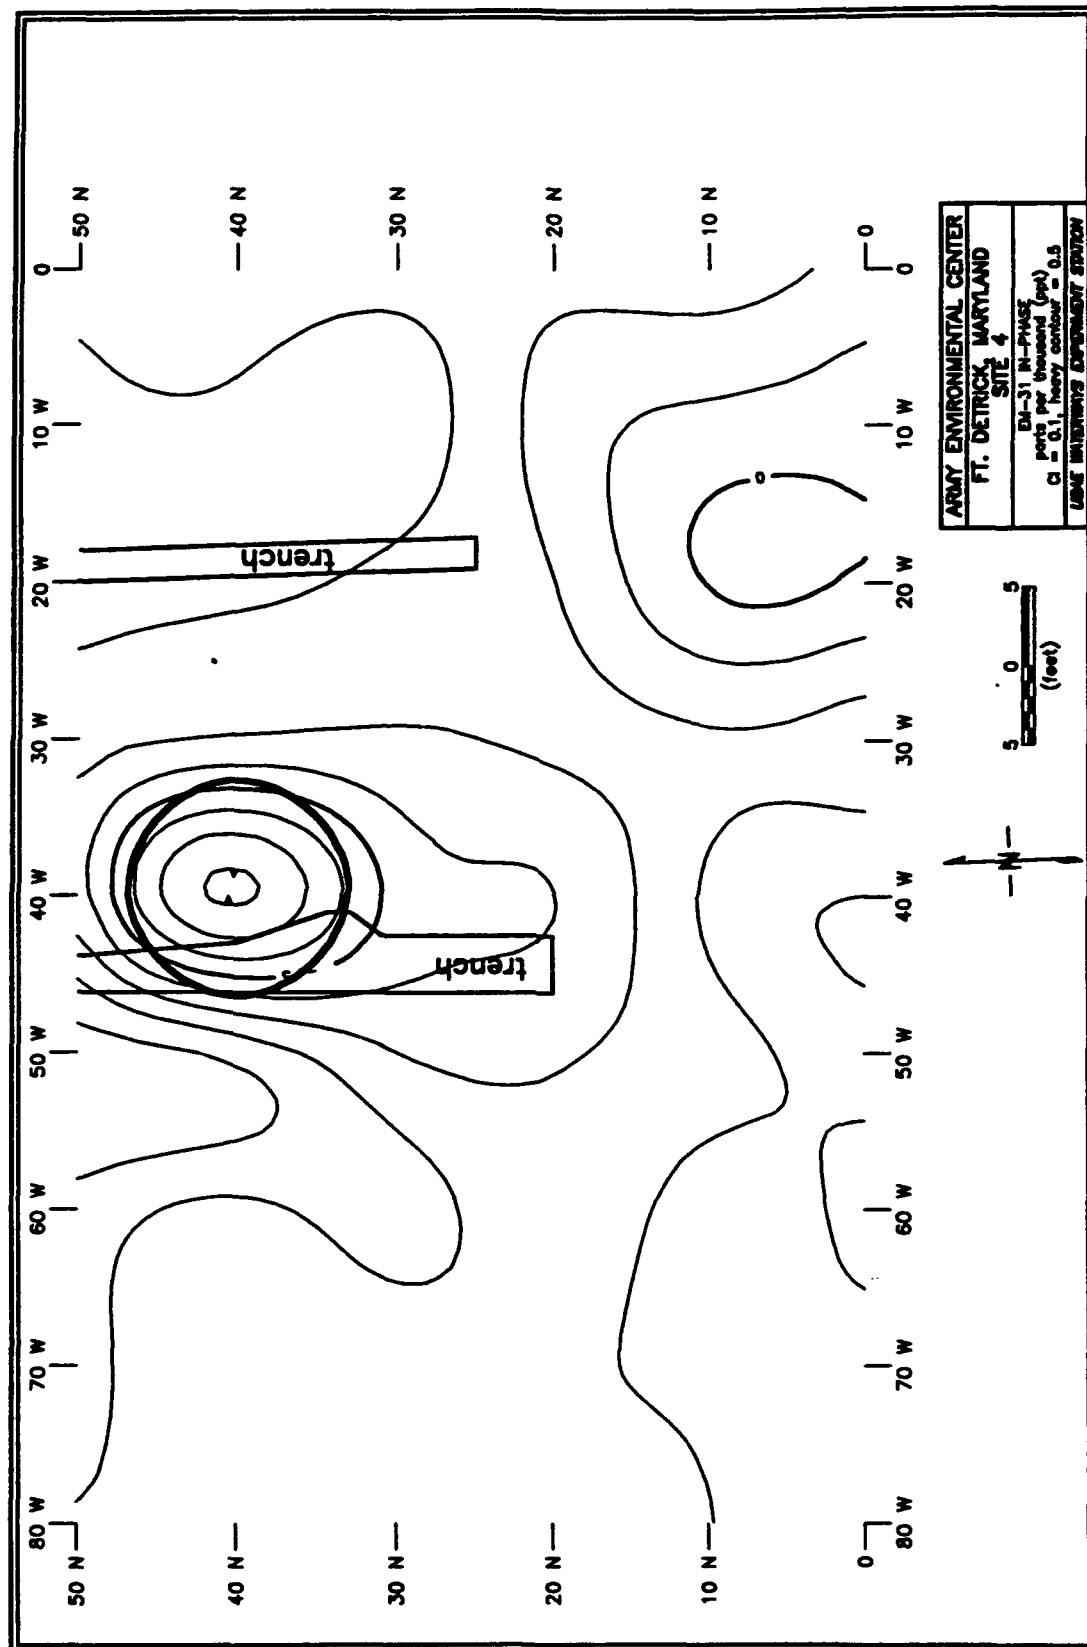 80 W 70 W 60 W 50 W 40 W 30 W 20 W 10 W 0
50 N 50 N
40 N 40 N
trench
30 N 30 N
trench
20 N 20 N
10 N 10 N
0
0 0
80 W 70 W 60 W 50 W 40 W 30 W 20 W 10 W 0
N
5 0 5
(feet)
ARMY ENVIRONMENTAL CENTER
FT. DETRICK, MARYLAND
SITE 4
EM-31 IN-PHASE
parts per thousand (ppt)
CI = 0.1, heavy contour = 0.5
USAE WATERWAYS EXPERIMENT STATION